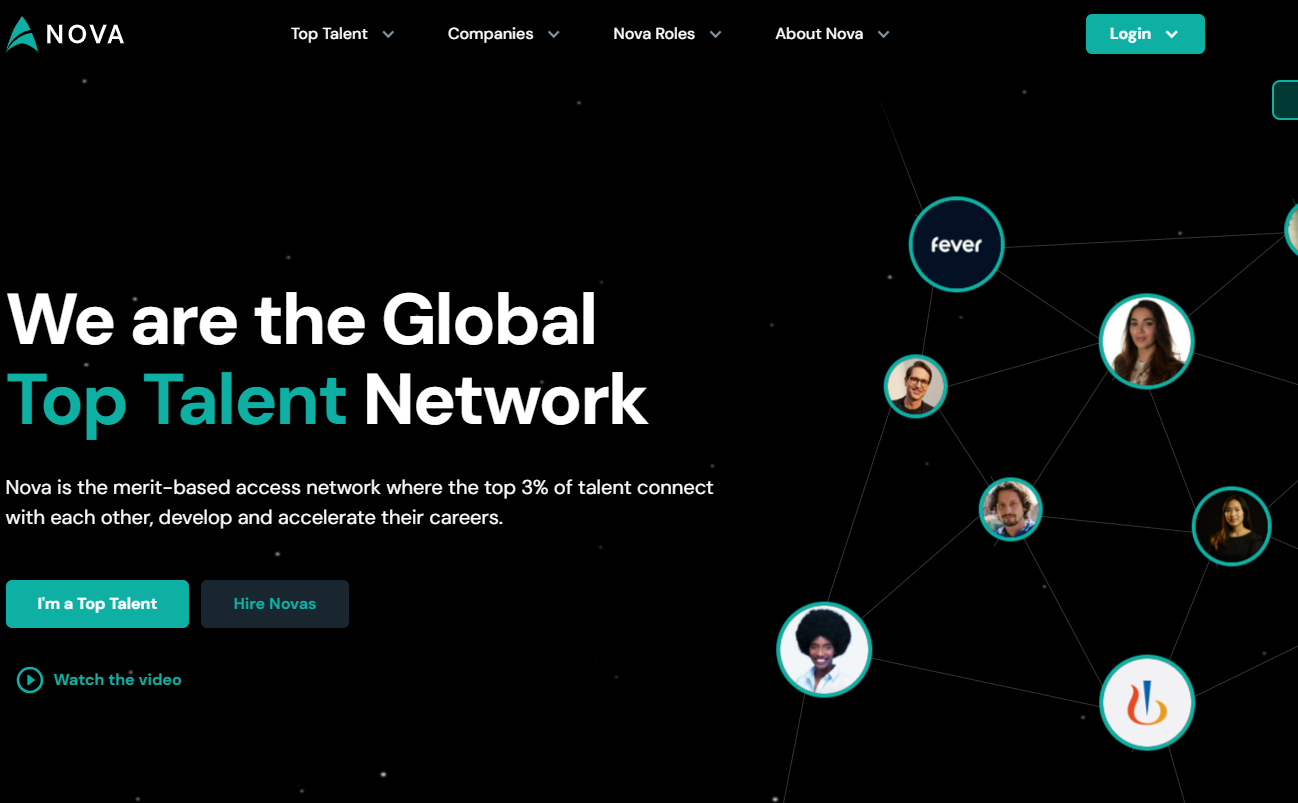 NOVA
Top Talent
Companies
Nova Roles
About Nova
Login
fever
We are the Global
Top Talent Network
Nova is the merit-based access network where the top 3% of talent connect
with each other, develop and accelerate their careers.
I'm a Top Talent
Hire Novas
Watch the video